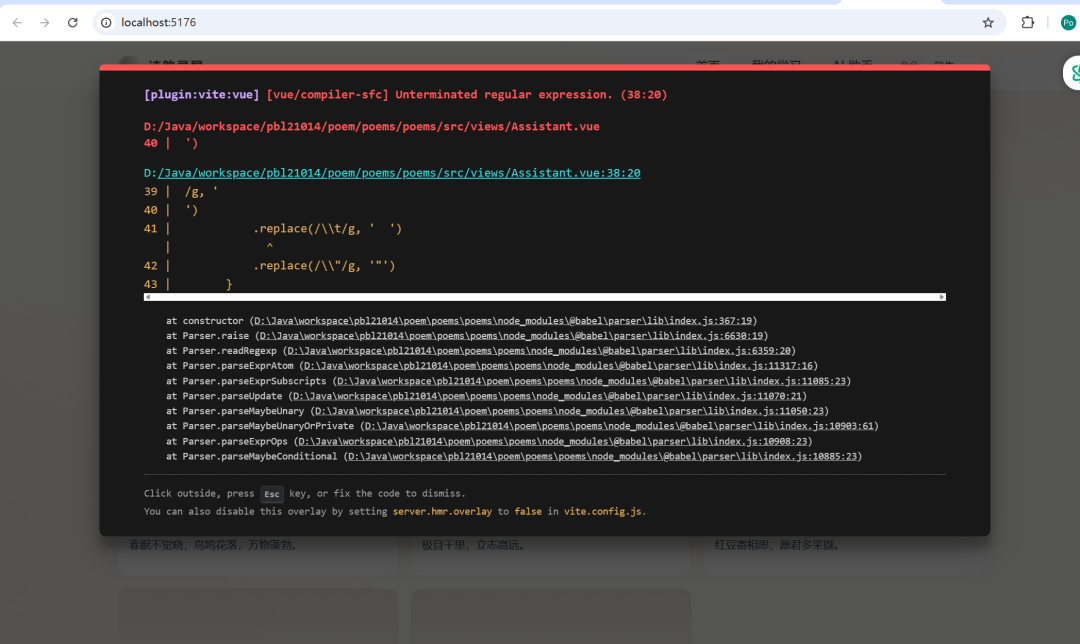 localhost:5176
Po
首页 我的学习 AI 助手
[plugin:vite:vue] [vue/compiler-sfc] Unterminated regular expression. (38:20)
D:/Java/workspace/pbl21014/poem/poems/poems/src/views/Assistant.vue
40 | ')
D:/Java/workspace/pbl21014/poem/poems/poems/src/views/Assistant.vue:38:20
39 | /g, '
40 | ')
41 | .replace(/\\t/g, '  ')
| ^
42 | .replace(/\\"/g, '"')
43 | }
at constructor (D:\Java\workspace\pbl21014\poem\poems\poems\node_modules\@babel\parser\lib\index.js:367:19)
at Parser.raise (D:\Java\workspace\pbl21014\poem\poems\poems\node_modules\@babel\parser\lib\index.js:6630:19)
at Parser.readRegexp (D:\Java\workspace\pbl21014\poem\poems\poems\node_modules\@babel\parser\lib\index.js:6359:20)
at Parser.parseExprAtom (D:\Java\workspace\pbl21014\poem\poems\poems\node_modules\@babel\parser\lib\index.js:11317:16)
at Parser.parseExprSubscripts (D:\Java\workspace\pbl21014\poem\poems\poems\node_modules\@babel\parser\lib\index.js:11085:23)
at Parser.parseUpdate (D:\Java\workspace\pbl21014\poem\poems\poems\node_modules\@babel\parser\lib\index.js:11070:21)
at Parser.parseMaybeUnary (D:\Java\workspace\pbl21014\poem\poems\poems\node_modules\@babel\parser\lib\index.js:11050:23)
at Parser.parseMaybeUnaryOrPrivate (D:\Java\workspace\pbl21014\poem\poems\poems\node_modules\@babel\parser\lib\index.js:10903:61)
at Parser.parseExprOps (D:\Java\workspace\pbl21014\poem\poems\poems\node_modules\@babel\parser\lib\index.js:10908:23)
at Parser.parseMaybeConditional (D:\Java\workspace\pbl21014\poem\poems\poems\node_modules\@babel\parser\lib\index.js:10885:23)
Click outside, press Esc key, or fix the code to dismiss.
You can also disable this overlay by setting server.hmr.overlay to false in vite.config.js.
春眠不觉晓，鸟鸣花落，万物蓬勃。
极目千里，立志高远。
红豆寄相思，愿君多采撷。